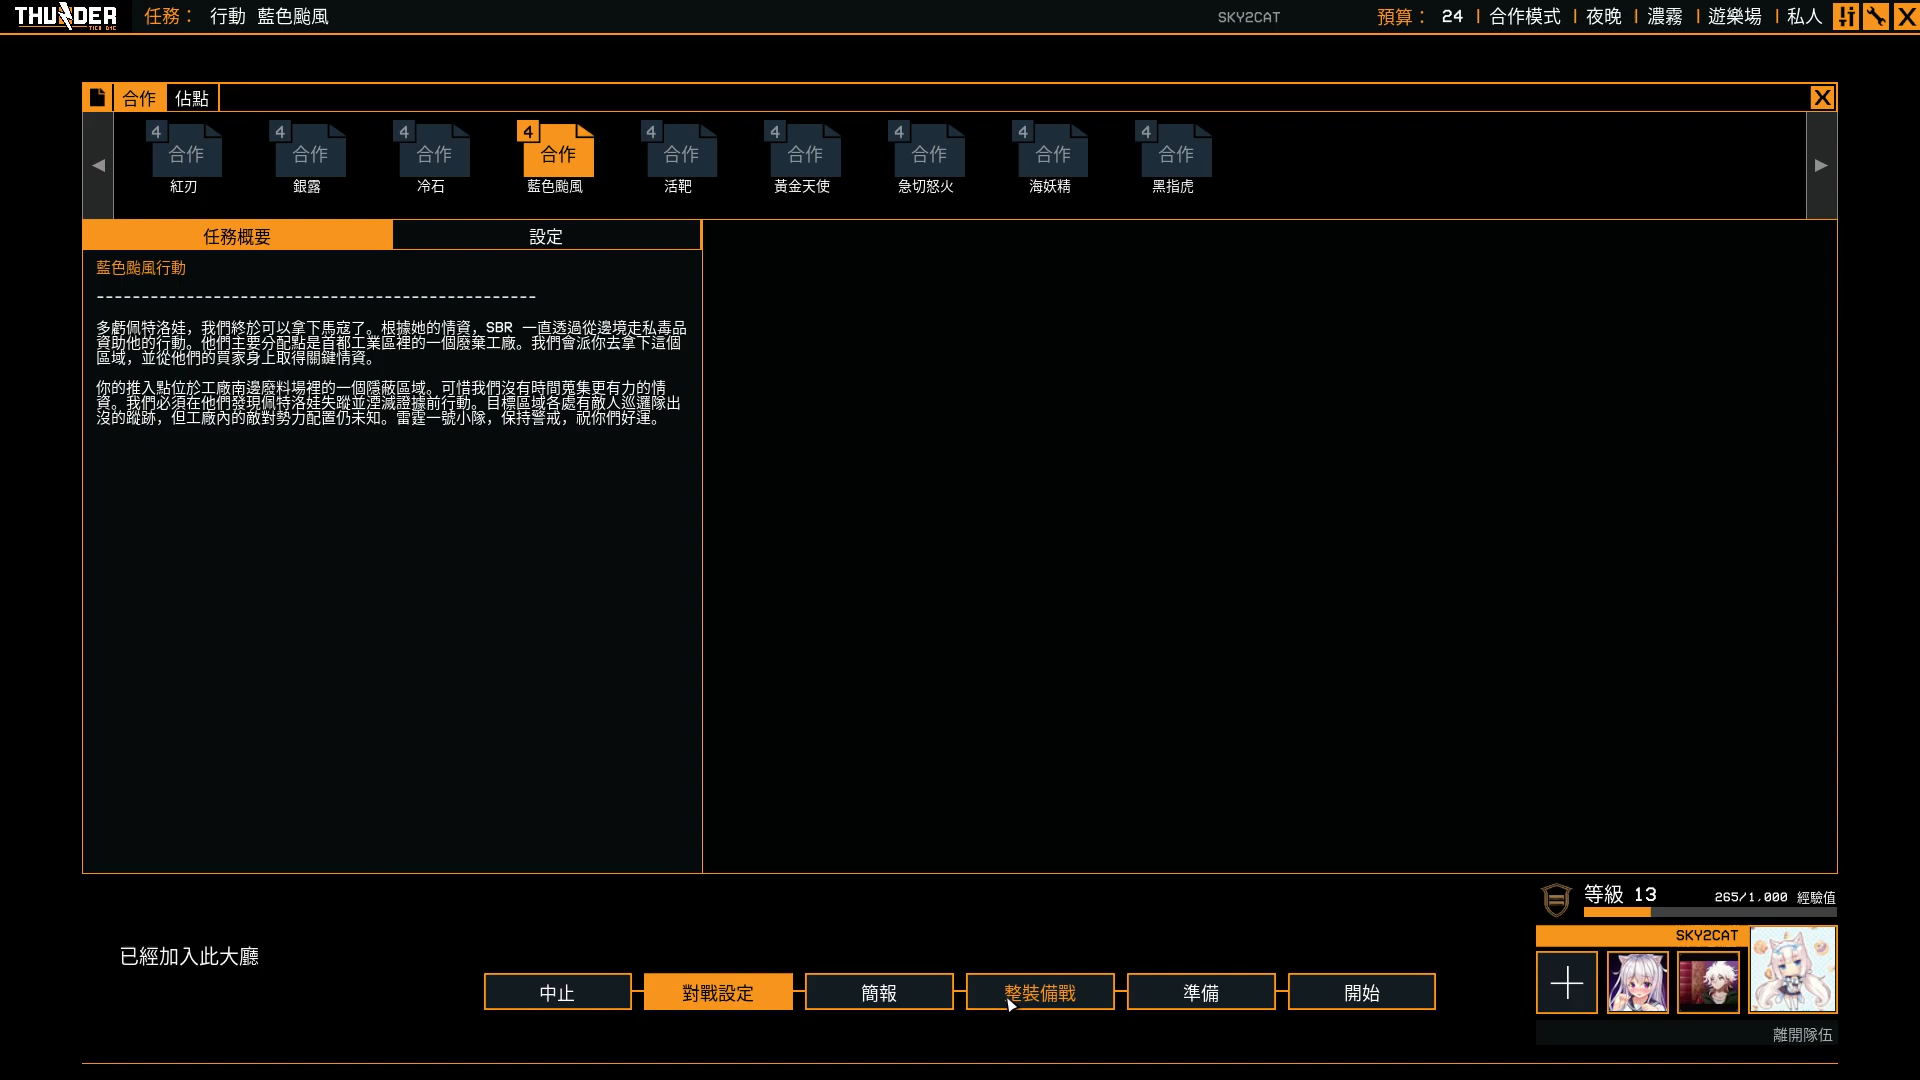 THUNDER
任務： 行動 藍色颱風
SKY2CAT
預算： 24 | 合作模式 | 夜晚 | 濃霧 | 遊樂場 | 私人
合作 佔點
4 4 4 4 4 4 4 4 4
合作 合作 合作 合作 合作 合作 合作 合作 合作
紅刃 銀露 冷石 藍色颱風 活靶 黃金天使 急切怒火 海妖精 黑指虎
任務概要 設定
藍色颱風行動
-------------------------------------------------
多虧佩特洛娃，我們終於可以拿下馬寇了。根據她的情資，SBR 一直透過從邊境走私毒品
資助他的行動。他們主要分配點是首都工業區裡的一個廢棄工廠。我們會派你去拿下這個
區域，並從他們的買家身上取得關鍵情資。
你的推入點位於工廠南邊廢料場裡的一個隱蔽區域。可惜我們沒有時間蒐集更有力的情
資。我們必須在他們發現佩特洛娃失蹤並湮滅證據前行動。目標區域各處有敵人巡邏隊出
沒的蹤跡，但工廠內的敵對勢力配置仍未知。雷霆一號小隊，保持警戒，祝你們好運。
等級 13 265/1,000 經驗值
SKY2CAT
已經加入此大廳
中止 對戰設定 簡報 整裝備戰 準備 開始
離開隊伍